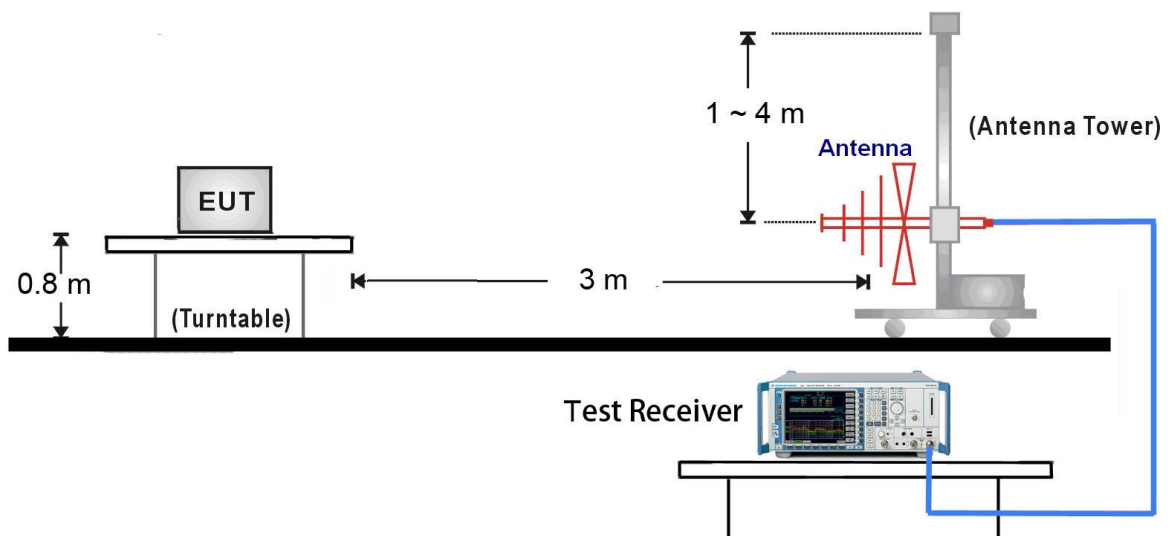 1 ~ 4 m
(Antenna Tower)
Antenna
EUT
0.8 m
3 m
(Turntable)
Test Receiver